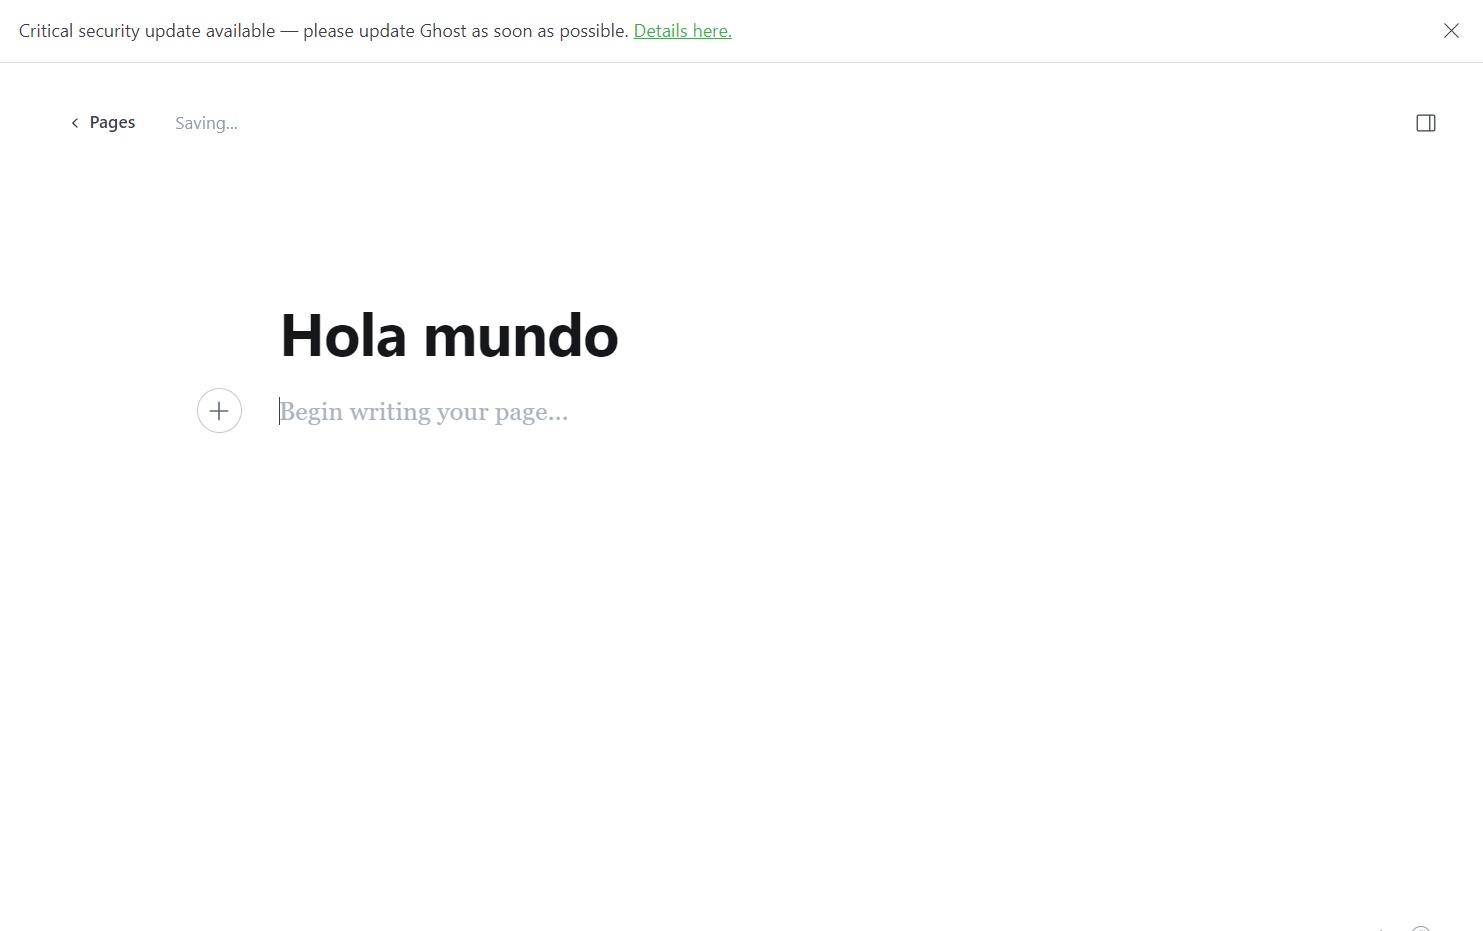 Critical security update available — please update Ghost as soon as possible. Details here.
Pages
Saving...
Hola mundo
Begin writing your page...